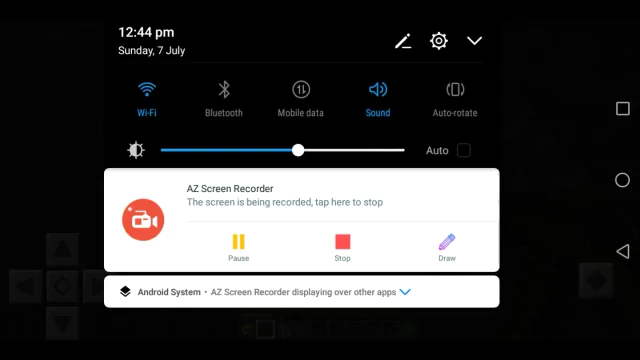 12:44 pm
Sunday, 7 July
Wi-Fi
Bluetooth
Mobile data
Sound
Auto-rotate
Auto
AZ Screen Recorder
The screen is being recorded, tap here to stop
Pause
Stop
Draw
Android System • AZ Screen Recorder displaying over other apps